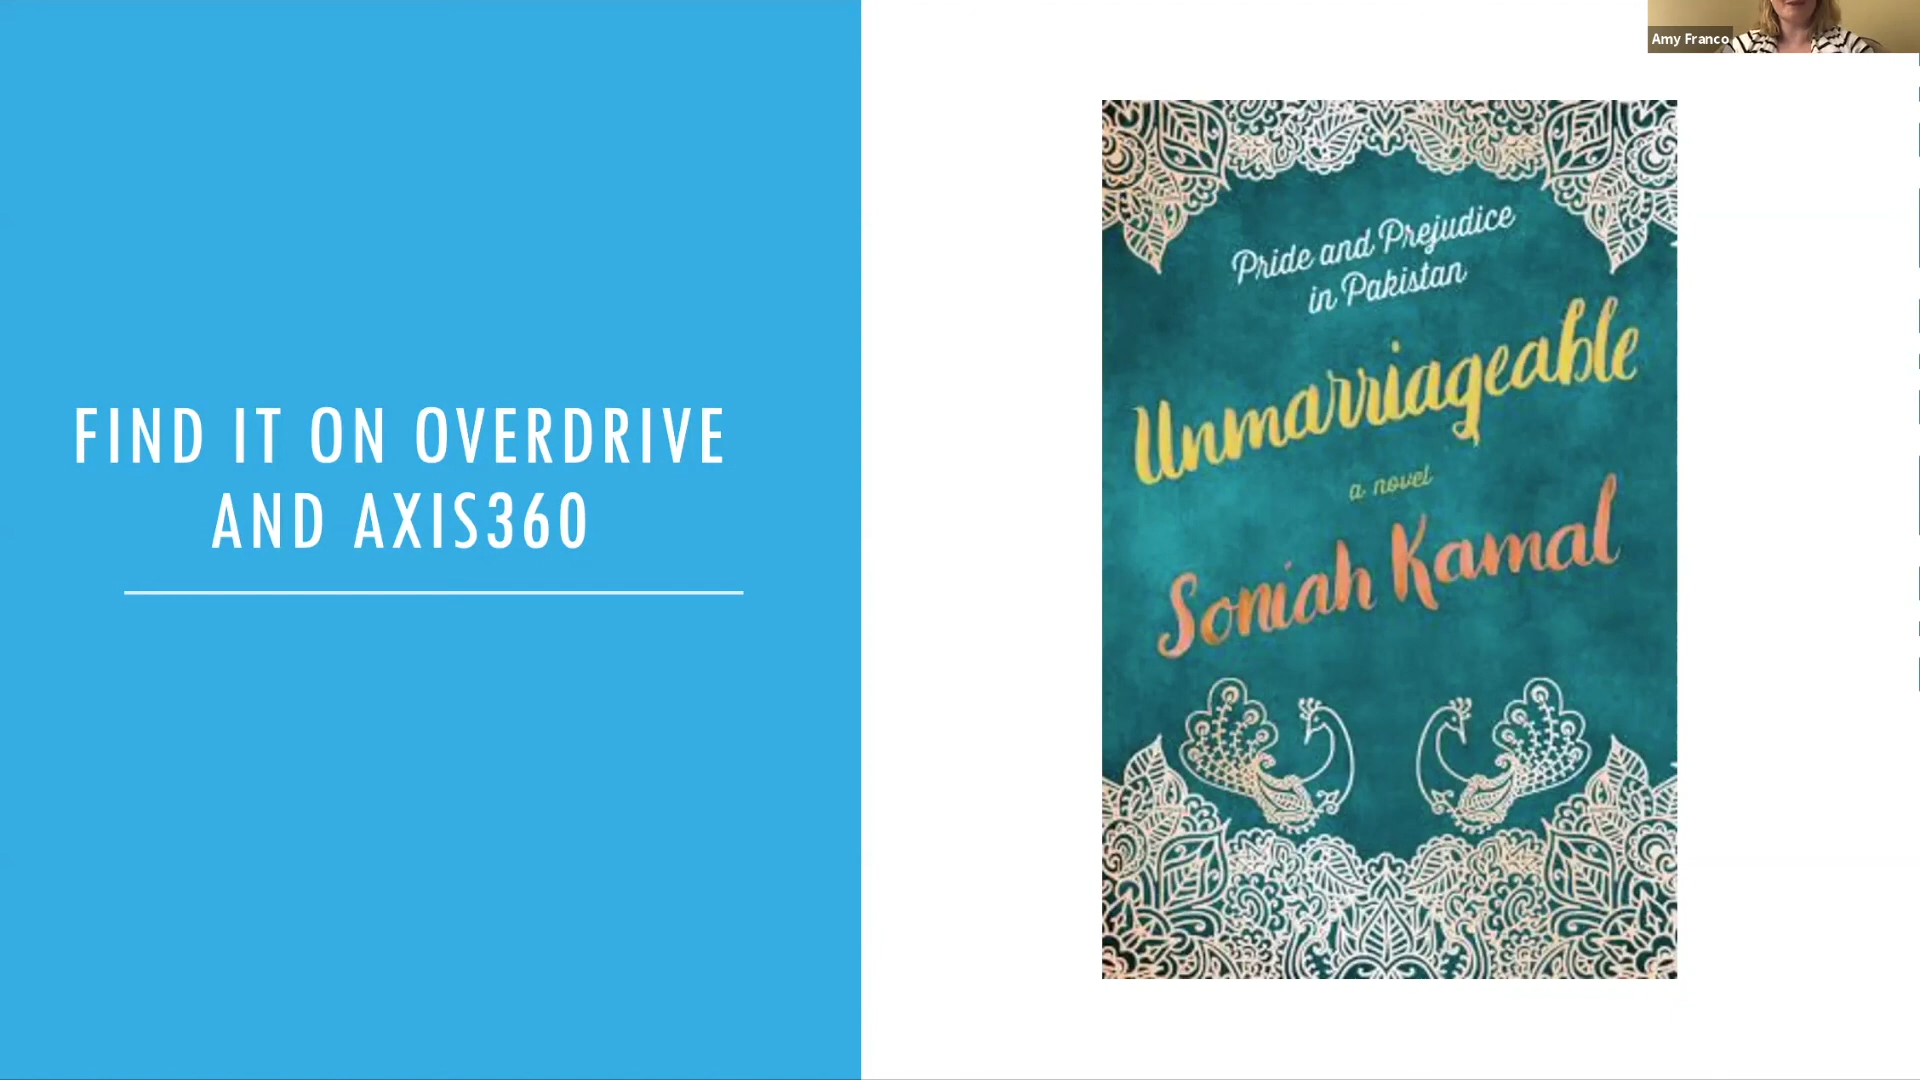 FIND IT ON OVERDRIVE
AND AXIS360
Amy Franco
Pride and Prejudice
in Pakistan
Unmarriageable
a novel
Soniah Kamal